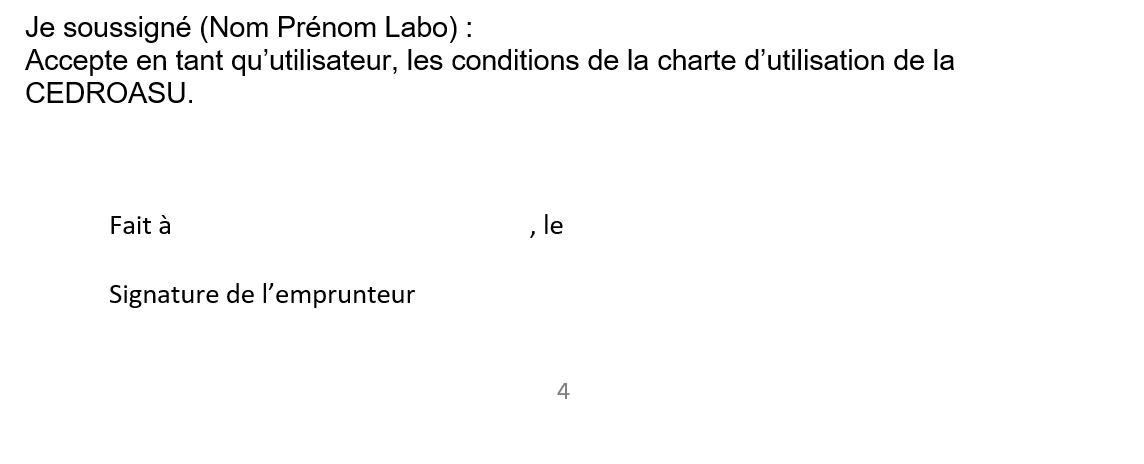 Je soussigné (Nom Prénom Labo) :
Accepte en tant qu’utilisateur, les conditions de la charte d’utilisation de la
CEDROASU.
Fait à , le
Signature de l’emprunteur
4